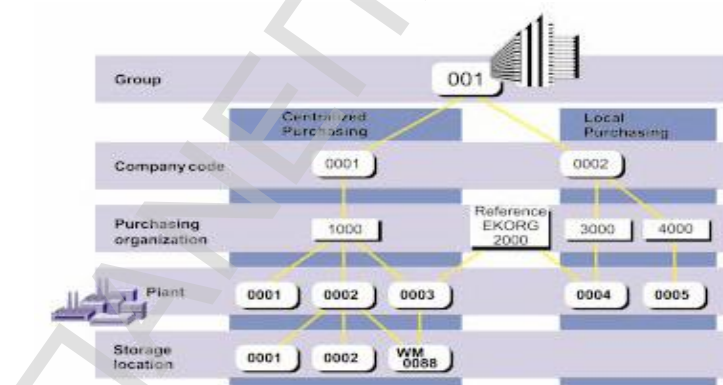 Group
001
Centralized
Purchasing
Local
Purchasing
Company code
0001
0002
Purchasing
organization
1000
Reference
EKORG
2000
3000
4000
Plant
0001
0002
0003
0004
0005
Storage
location
0001
0002
WM
0088